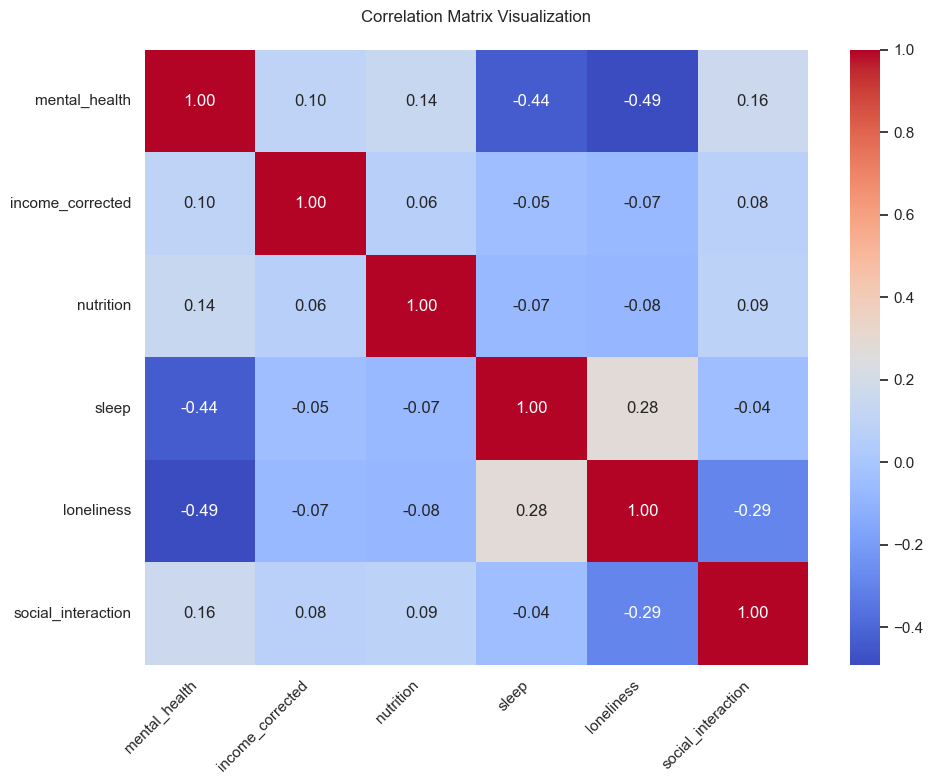 Correlation Matrix Visualization
mental_health 1.00 0.10 0.14 -0.44 -0.49 0.16
income_corrected 0.10 1.00 0.06 -0.05 -0.07 0.08
nutrition 0.14 0.06 1.00 -0.07 -0.08 0.09
sleep -0.44 -0.05 -0.07 1.00 0.28 -0.04
loneliness -0.49 -0.07 -0.08 0.28 1.00 -0.29
social_interaction 0.16 0.08 0.09 -0.04 -0.29 1.00
mental_health income_corrected nutrition sleep loneliness social_interaction
1.0
0.8
0.6
0.4
0.2
0.0
−0.2
−0.4